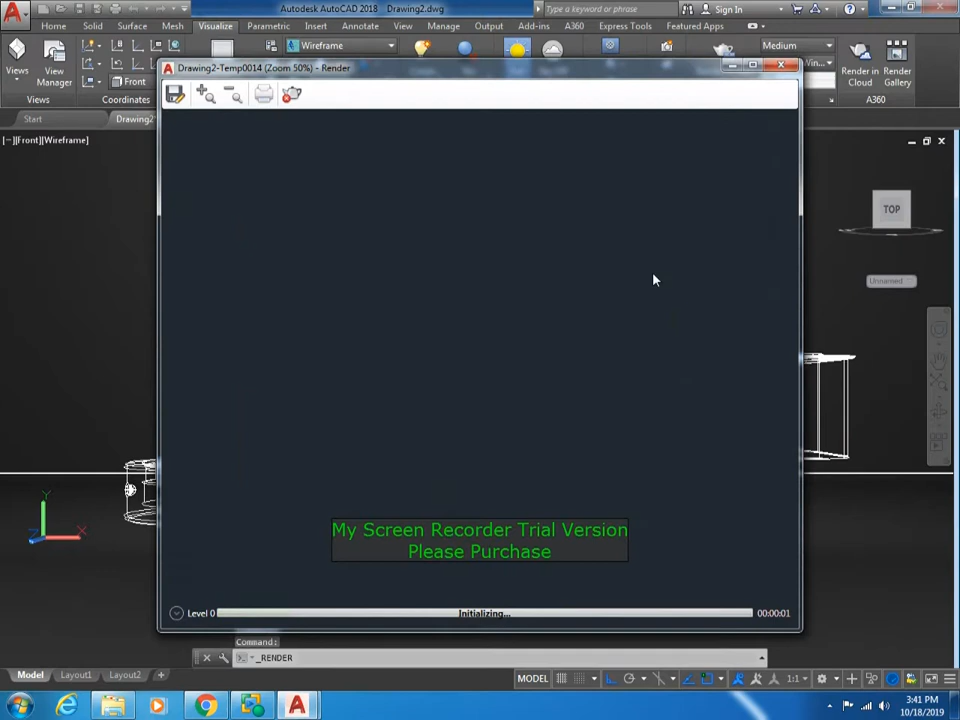 Autodesk AutoCAD 2018 Drawing2.dwg
Type a keyword or phrase
Sign In
Home Solid Surface Mesh Visualize Parametric Insert Annotate View Manage Output Add-ins A360 Express Tools Featured Apps
Wireframe
Medium
Views
View
Manager
Front
Win...
Render in
Cloud
Render
Gallery
Views
Coordinates
A360
Start
Drawing2
Drawing2-Temp0014 (Zoom 50%) - Render
[−][Front][Wireframe]
TOP
Unnamed
Y
X
Z
My Screen Recorder Trial Version
Please Purchase
Level 0
Initializing...
00:00:01
Command:
_RENDER
Model Layout1 Layout2 +
MODEL
1:1
3:41 PM
10/18/2019